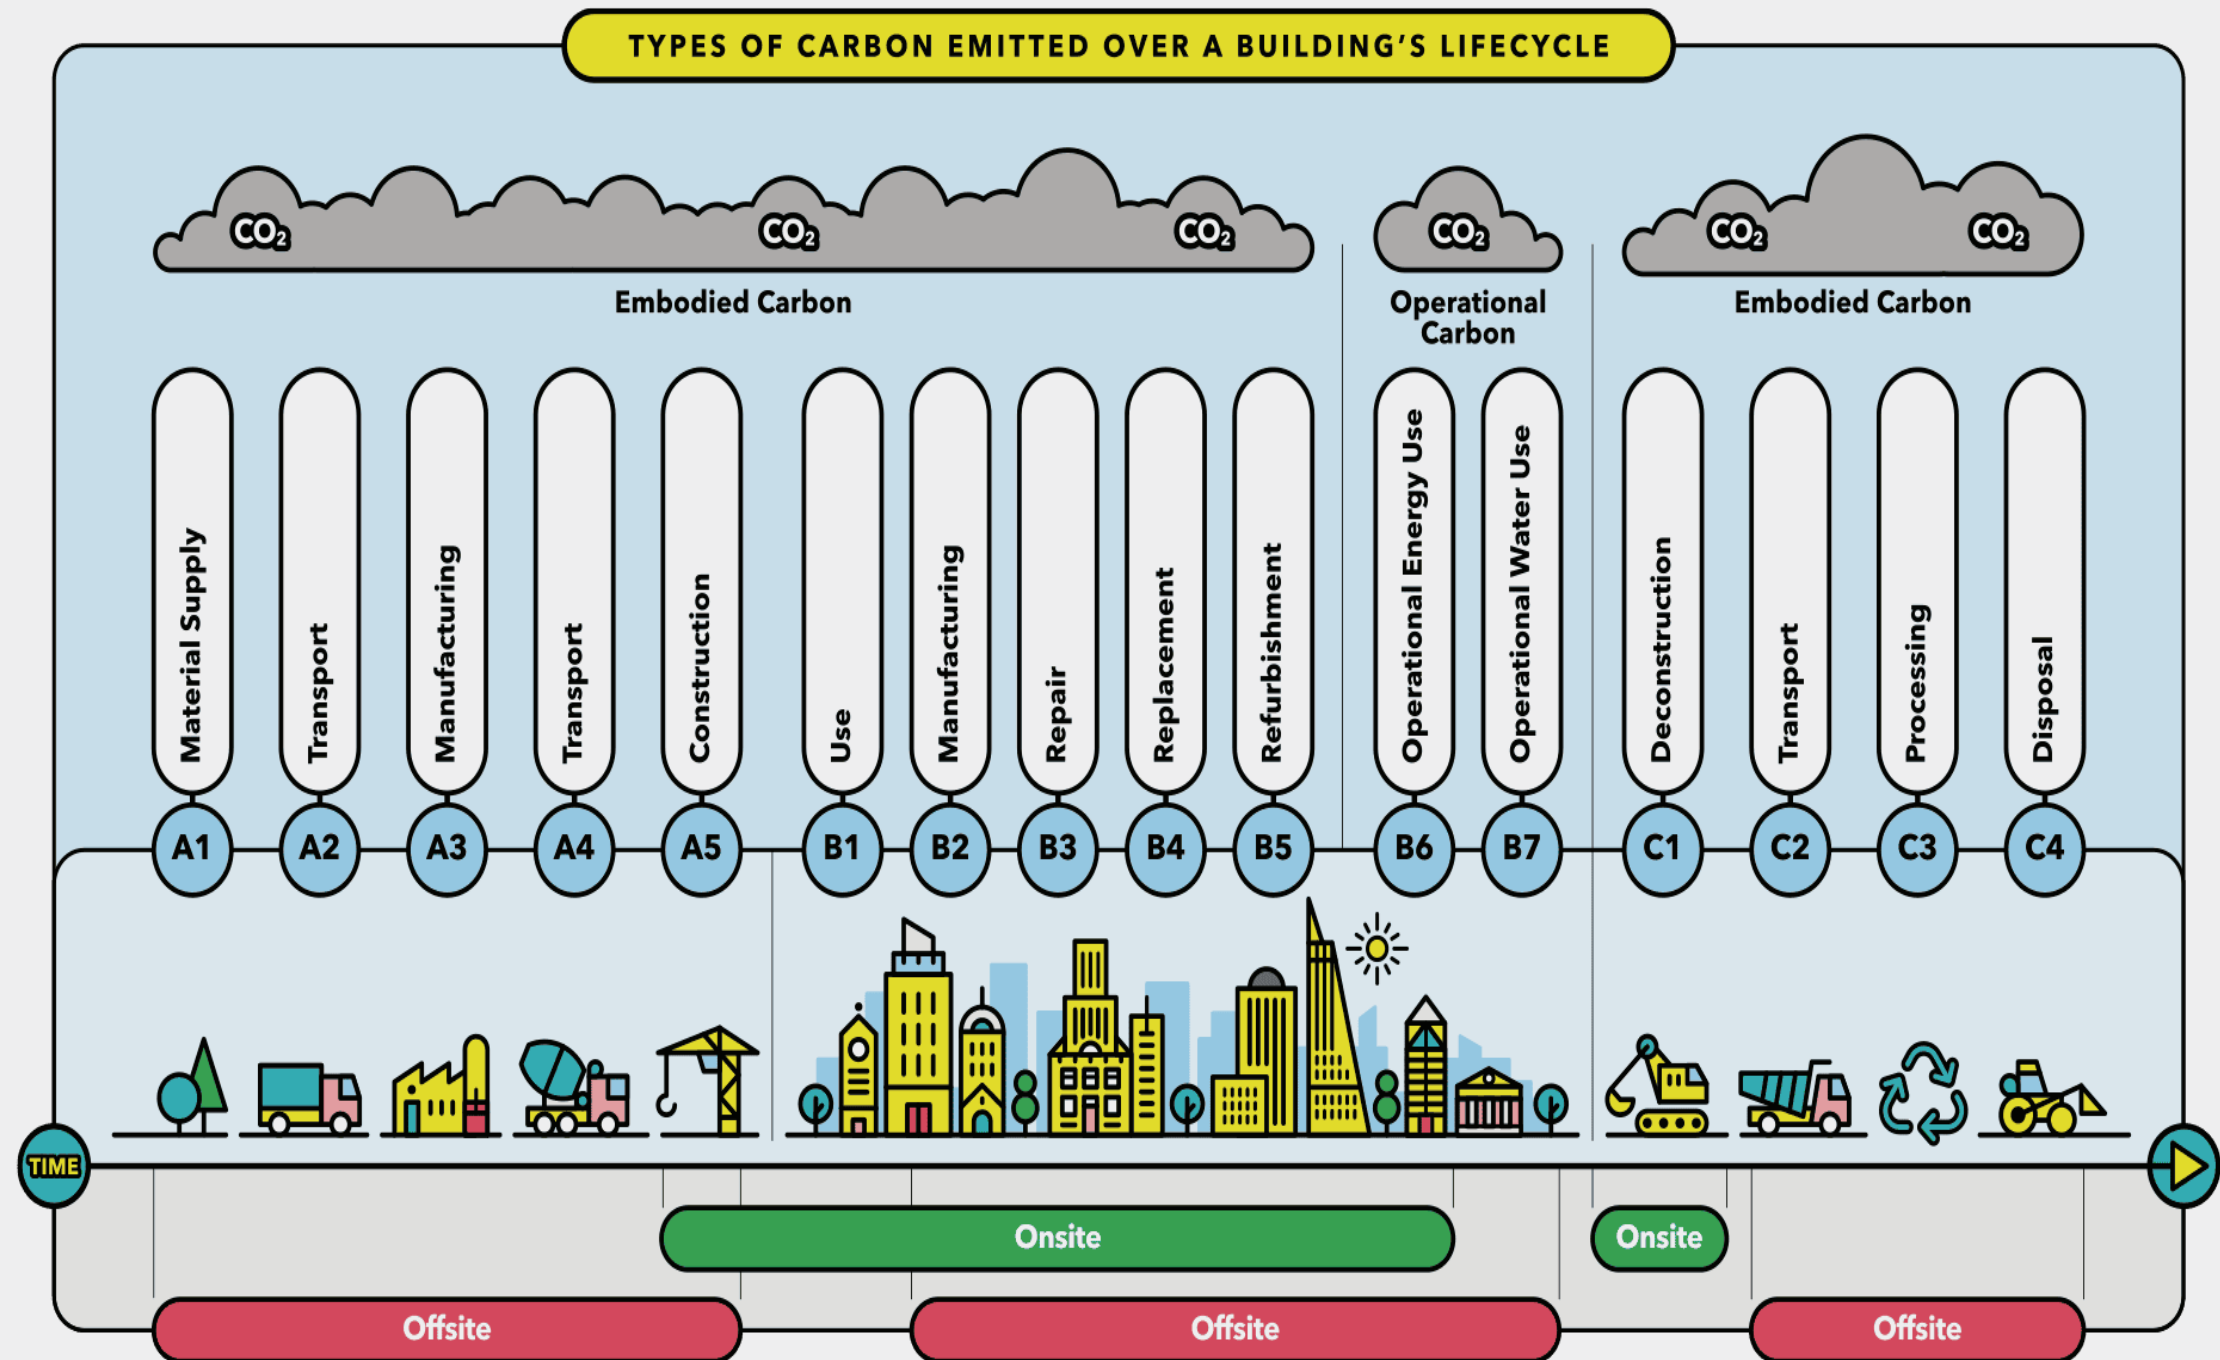 TYPES OF CARBON EMITTED OVER A BUILDING'S LIFECYCLE
CO₂
CO₂
CO₂
CO₂
CO₂
CO₂
Embodied Carbon
Operational
Carbon
Embodied Carbon
Material Supply
Transport
Manufacturing
Transport
Construction
Use
Manufacturing
Repair
Replacement
Refurbishment
Operational Energy Use
Operational Water Use
Deconstruction
Transport
Processing
Disposal
A1
A2
A3
A4
A5
B1
B2
B3
B4
B5
B6
B7
C1
C2
C3
C4
TIME
Onsite
Onsite
Offsite
Offsite
Offsite